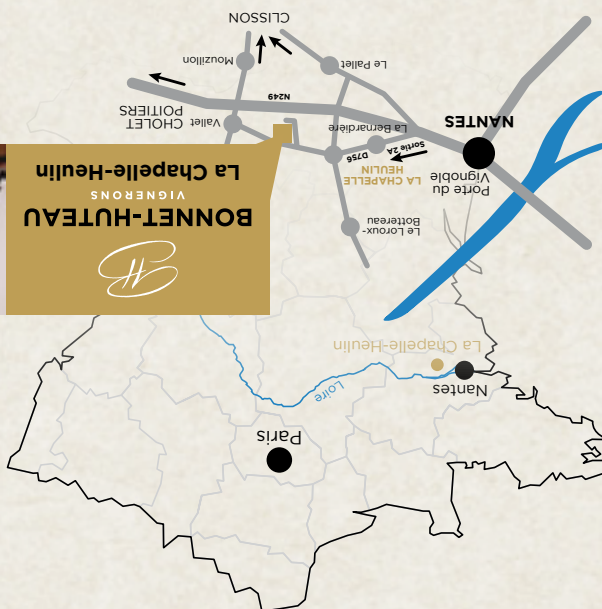 Paris
Nantes
Loire
La Chapelle-Heulin
BONNET-HUTEAU
VIGNERONS
La Chapelle-Heulin
Le Loroux-
Bottereau
Porte du
Vignoble
NANTES
LA CHAPELLE
HEULIN
Sortie 2A
D756
La Bernardière
Vallet
CHOLET
POITIERS
N249
Le Pallet
Mouzillon
CLISSON